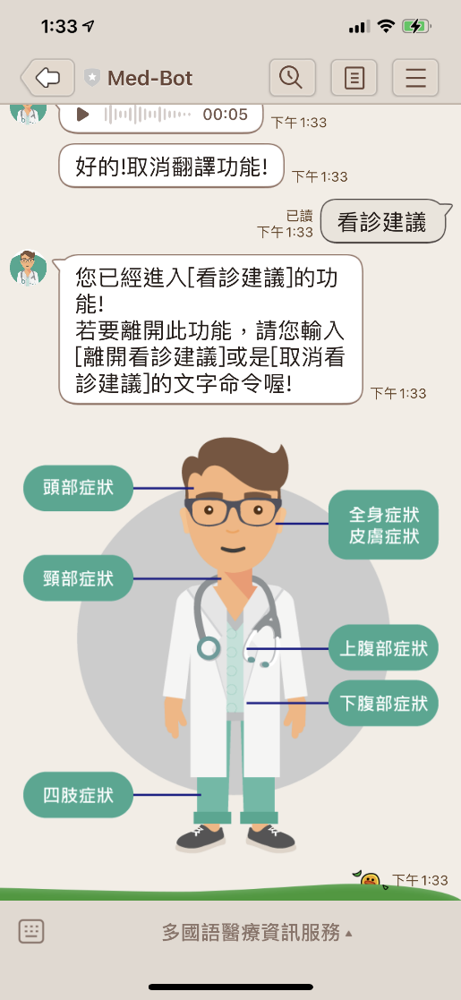 1:33
Med-Bot
00:05
下午1:33
好的!取消翻譯功能!
下午1:33
已讀
下午1:33
看診建議
您已經進入[看診建議]的功
能!
若要離開此功能，請您輸入
[離開看診建議]或是[取消看
診建議]的文字命令喔!
下午1:33
頭部症狀
全身症狀
皮膚症狀
頸部症狀
上腹部症狀
下腹部症狀
四肢症狀
下午1:33
多國語醫療資訊服務